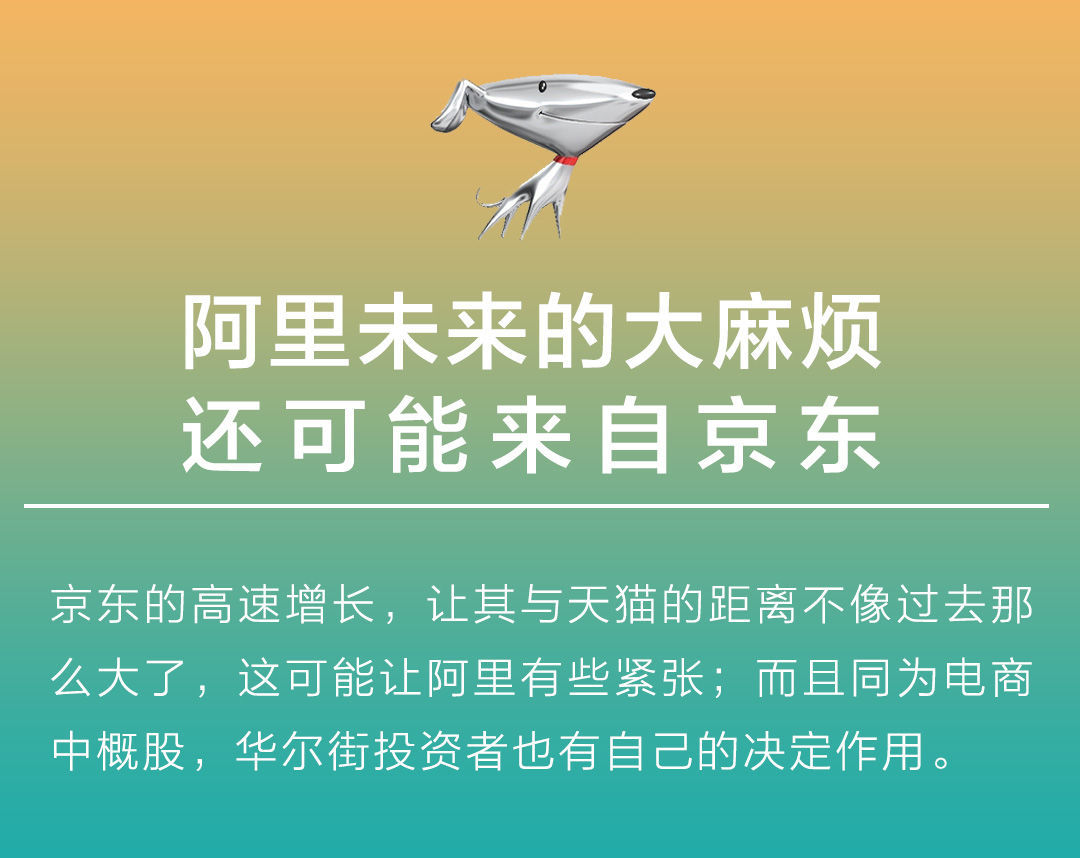 阿里未来的大麻烦
还可能来自京东
京东的高速增长，让其与天猫的距离不像过去那
么大了，这可能让阿里有些紧张；而且同为电商
中概股，华尔街投资者也有自己的决定作用。